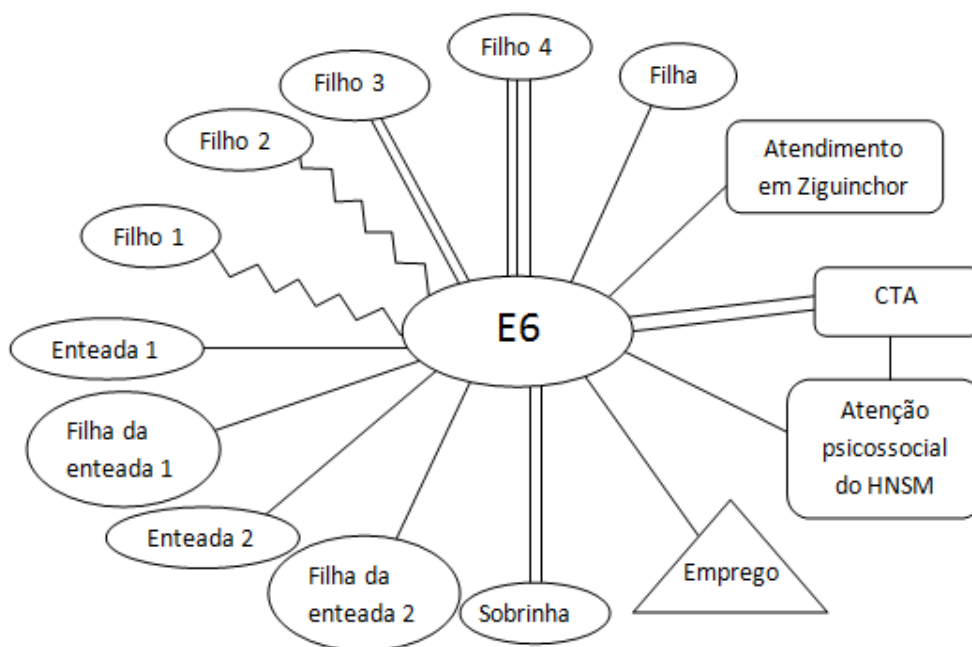 Filho 4
Filha
Filho 3
Filho 2
Atendimento
em Ziguinchor
Filho 1
CTA
E6
Enteada 1
Filha da
enteada 1
Atenção
psicossocial
do HNSM
Enteada 2
Filha da
enteada 2
Sobrinha
Emprego